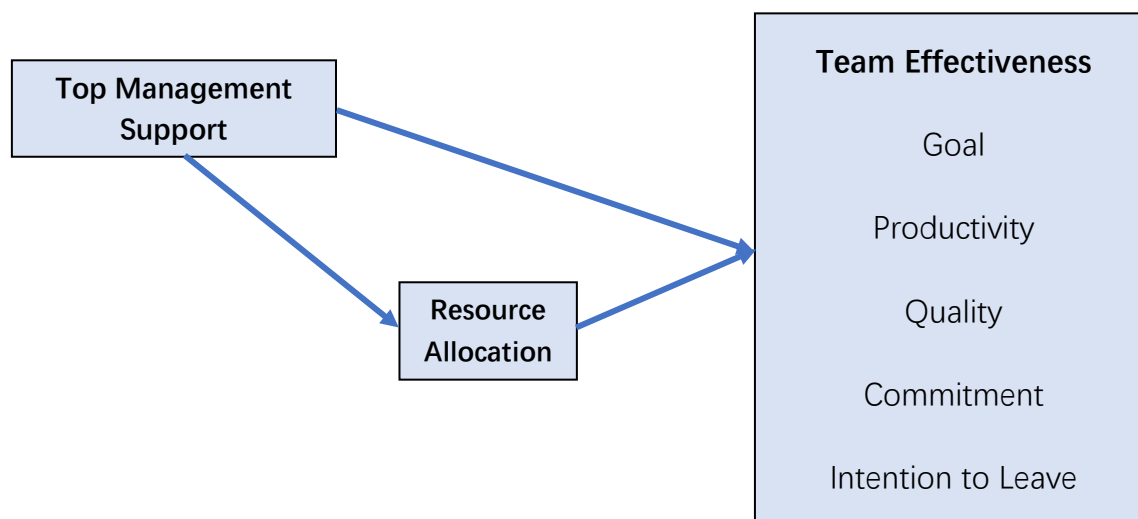 Top Management
Support
Resource
Allocation
Team Effectiveness
Goal
Productivity
Quality
Commitment
Intention to Leave